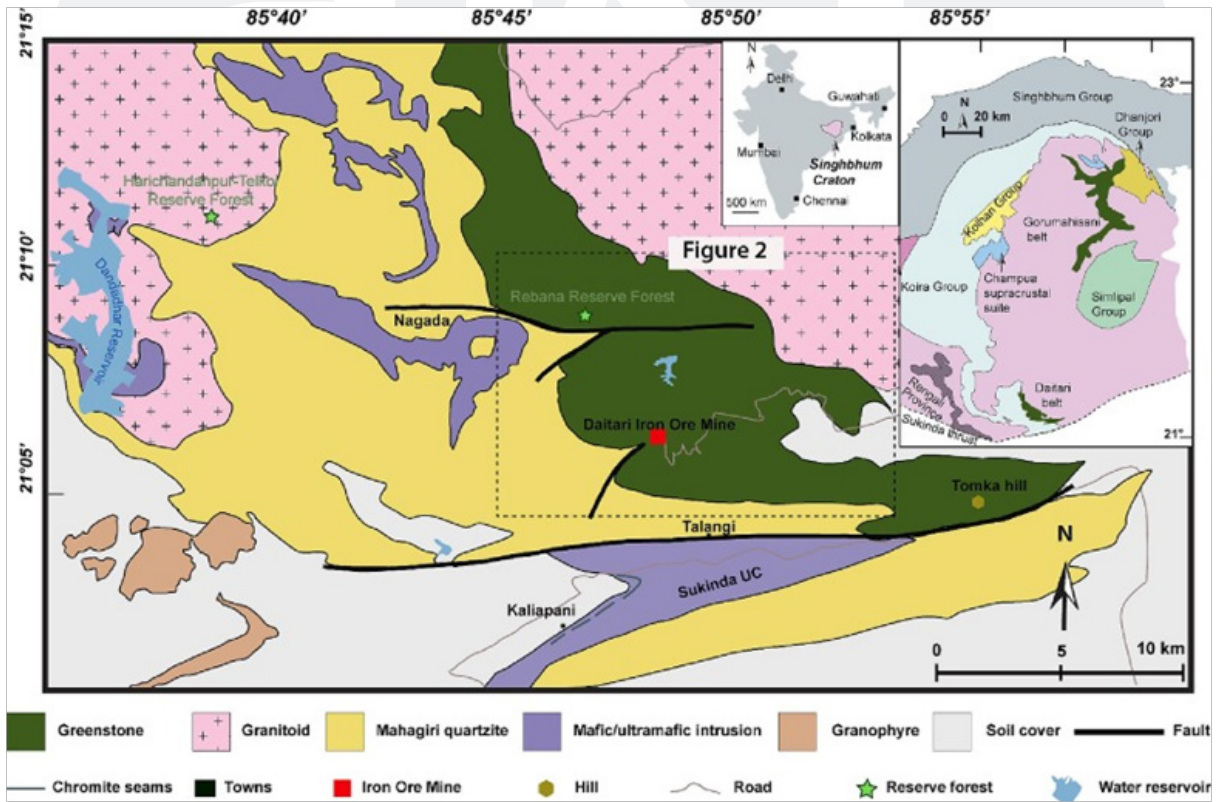 85°40'
85°45'
85°50'
85°55'
21°15'
21°10'
21°05'
Harichandanpur-Telkoi
Reserve Forest
Dandadhar Reservoir
Nagada
Rebana Reserve Forest
Figure 2
Daitari Iron Ore Mine
Tomka hill
Talangi
Sukinda UC
Kaliapani
N
0 5 10 km
N
Delhi
Guwahati
Kolkata
Mumbai
Singhbhum
Craton
Chennai
500 km
23°
Singhbhum Group
N
0 20 km
Dhanjori
Group
Kolhan Group
Gorumahisani
belt
Champua
supracrustal
suite
Koira Group
Simlipal
Group
Rengali
Province
Sukinda thrust
Daitari
belt
21°
Greenstone
Granitoid
Mahagiri quartzite
Mafic/ultramafic intrusion
Granophyre
Soil cover
Fault
Chromite seams
Towns
Iron Ore Mine
Hill
Road
Reserve forest
Water reservoir